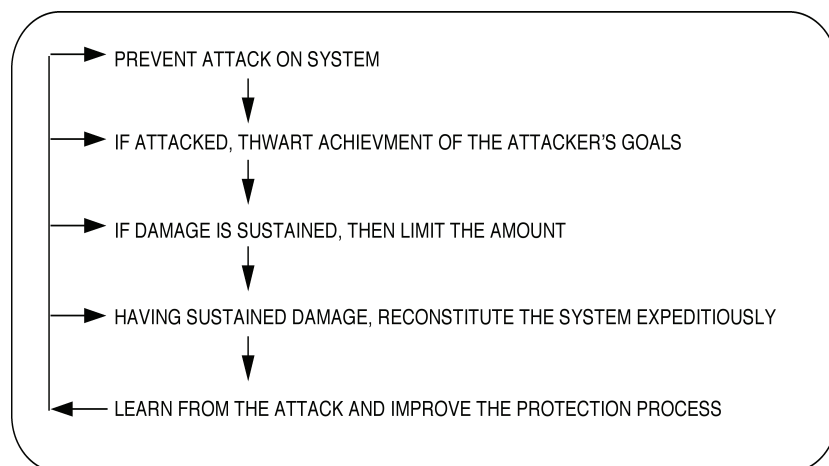 PREVENT ATTACK ON SYSTEM
IF ATTACKED, THWART ACHIEVMENT OF THE ATTACKER'S GOALS
IF DAMAGE IS SUSTAINED, THEN LIMIT THE AMOUNT
HAVING SUSTAINED DAMAGE, RECONSTITUTE THE SYSTEM EXPEDITIOUSLY
LEARN FROM THE ATTACK AND IMPROVE THE PROTECTION PROCESS